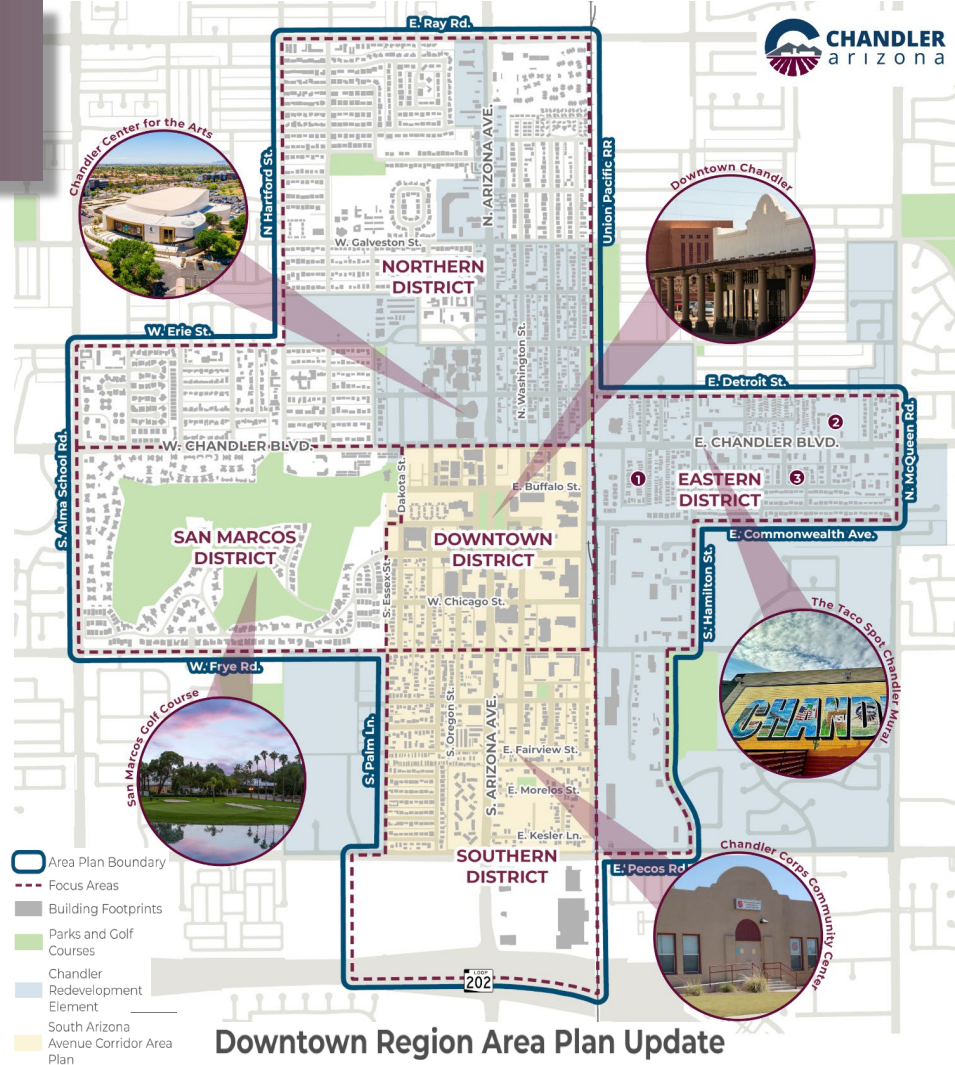 E. Ray Rd.
CHANDLER
arizona
Chandler Center for the Arts
N Hartford St.
N. ARIZONA AVE.
Union Pacific RR
Downtown Chandler
W. Galveston St.
NORTHERN
DISTRICT
W. Erie St.
N. Washington St.
E. Detroit St.
2
W. CHANDLER BLVD.
E. CHANDLER BLVD.
N. McQueen Rd.
S. Alma School Rd.
Dakota St.
E. Buffalo St.
1
EASTERN
DISTRICT
3
SAN MARCOS
DISTRICT
DOWNTOWN
DISTRICT
E. Commonwealth Ave.
S. Essex St.
W. Chicago St.
S. Hamilton St.
The Taco Spot Chandler Mural
CHAND
W. Frye Rd.
San Marcos Golf Course
S. Palm Ln.
S. Oregon St.
S. ARIZONA AVE.
E. Fairview St.
E. Morelos St.
E. Kesler Ln.
SOUTHERN
DISTRICT
E. Pecos Rd
Chandler Corps Community Center
Area Plan Boundary
Focus Areas
Building Footprints
Parks and Golf
Courses
Chandler
Redevelopment
Element
South Arizona
Avenue Corridor Area
Plan
LOOP
202
Downtown Region Area Plan Update